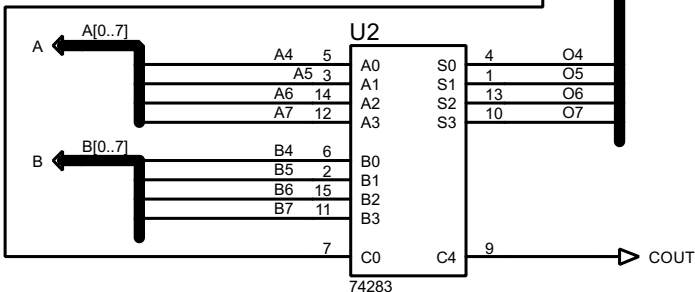 U2
A A[0..7]
A4 5 A0 S0 4 O4
A5 3 A1 S1 1 O5
A6 14 A2 S2 13 O6
A7 12 A3 S3 10 O7
B B[0..7]
B4 6 B0
B5 2 B1
B6 15 B2
B7 11 B3
7 C0 C4 9 COUT
74283